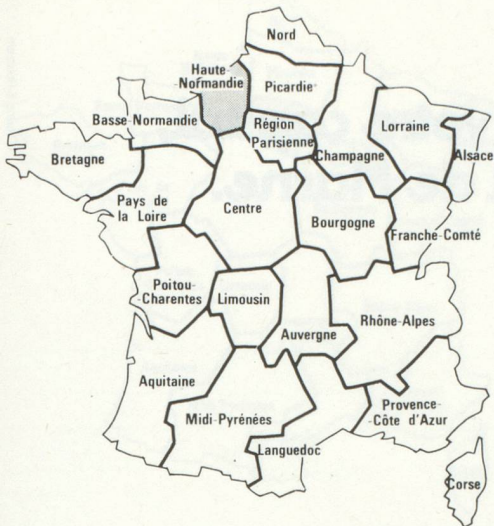 Nord
Haute-
-Normandie
Picardie
Basse-Normandie
Région
Parisienne
Lorraine
Champagne
Alsace
Bretagne
Pays de
la Loire
Centre
Bourgogne
Franche-Comté
Poitou-
-Charentes
Limousin
Auvergne
Rhône-Alpes
Aquitaine
Midi-Pyrénées
Provence-
-Côte d'Azur
Languedoc
Corse